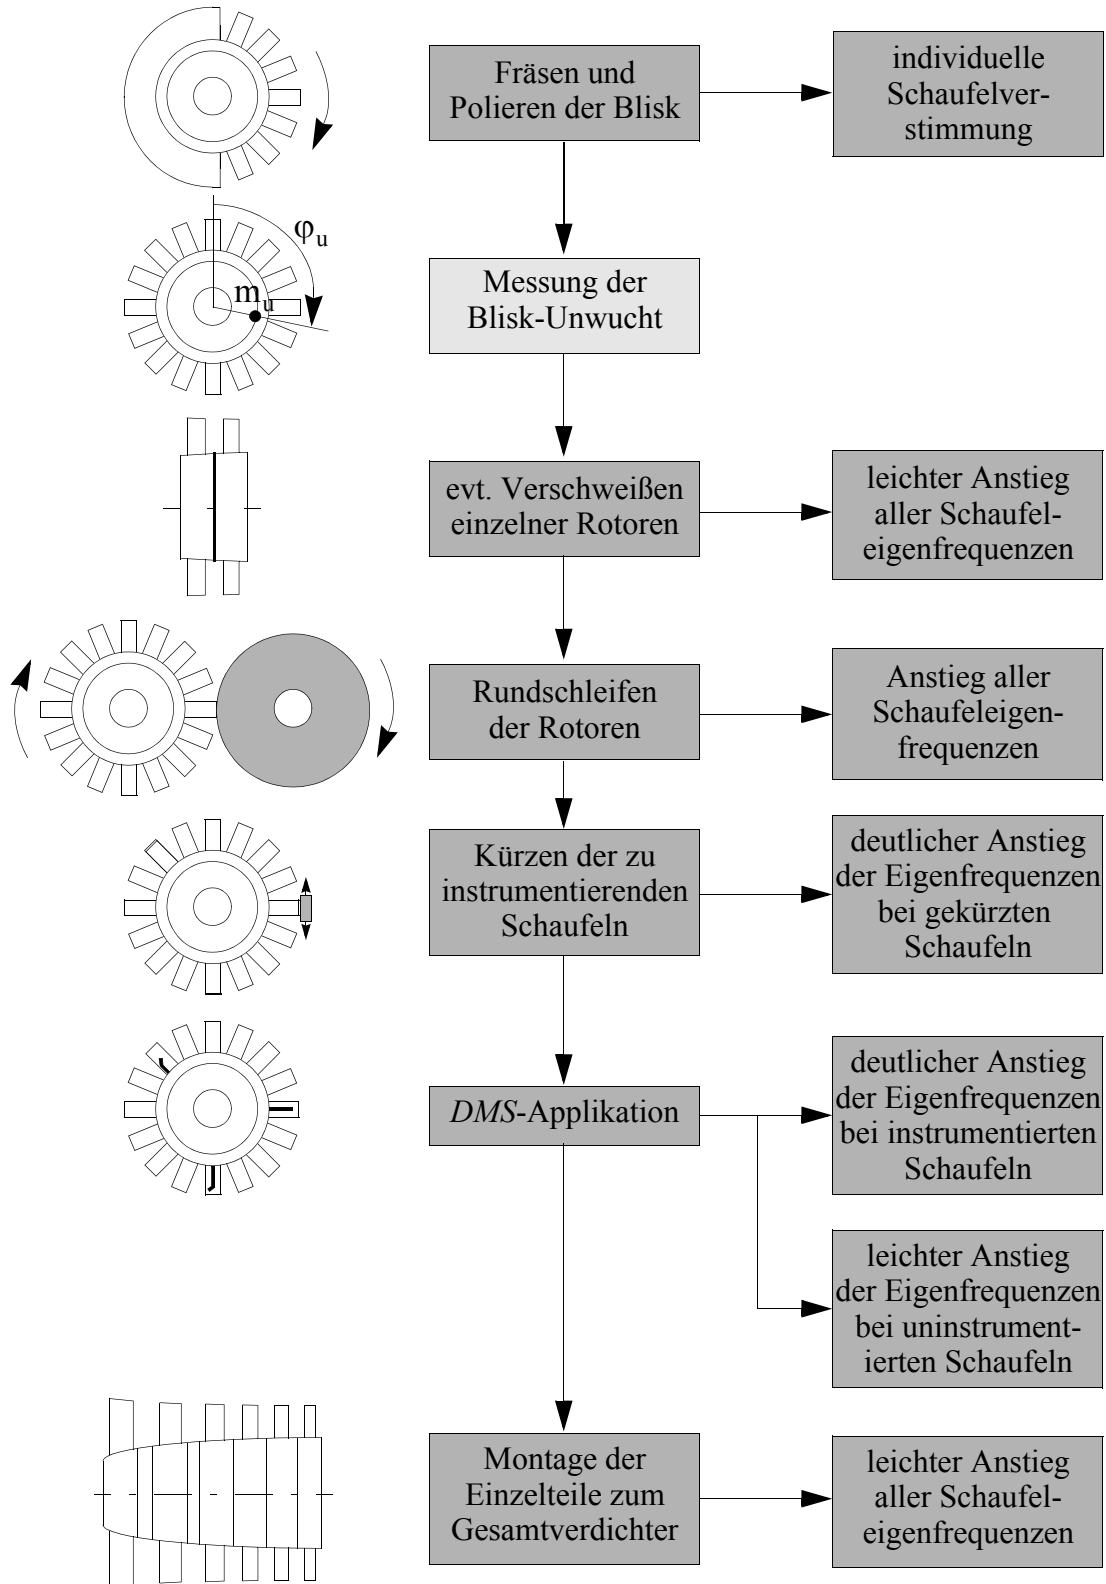 Fräsen und
Polieren der Blisk
individuelle
Schaufelver-
stimmung
φu
mu
Messung der
Blisk-Unwucht
evt. Verschweißen
einzelner Rotoren
leichter Anstieg
aller Schaufel-
eigenfrequenzen
Rundschleifen
der Rotoren
Anstieg aller
Schaufeleigen-
frequenzen
Kürzen der zu
instrumentierenden
Schaufeln
deutlicher Anstieg
der Eigenfrequenzen
bei gekürzten
Schaufeln
DMS-Applikation
deutlicher Anstieg
der Eigenfrequenzen
bei instrumentierten
Schaufeln
leichter Anstieg
der Eigenfrequenzen
bei uninstrument-
ierten Schaufeln
Montage der
Einzelteile zum
Gesamtverdichter
leichter Anstieg
aller Schaufel-
eigenfrequenzen